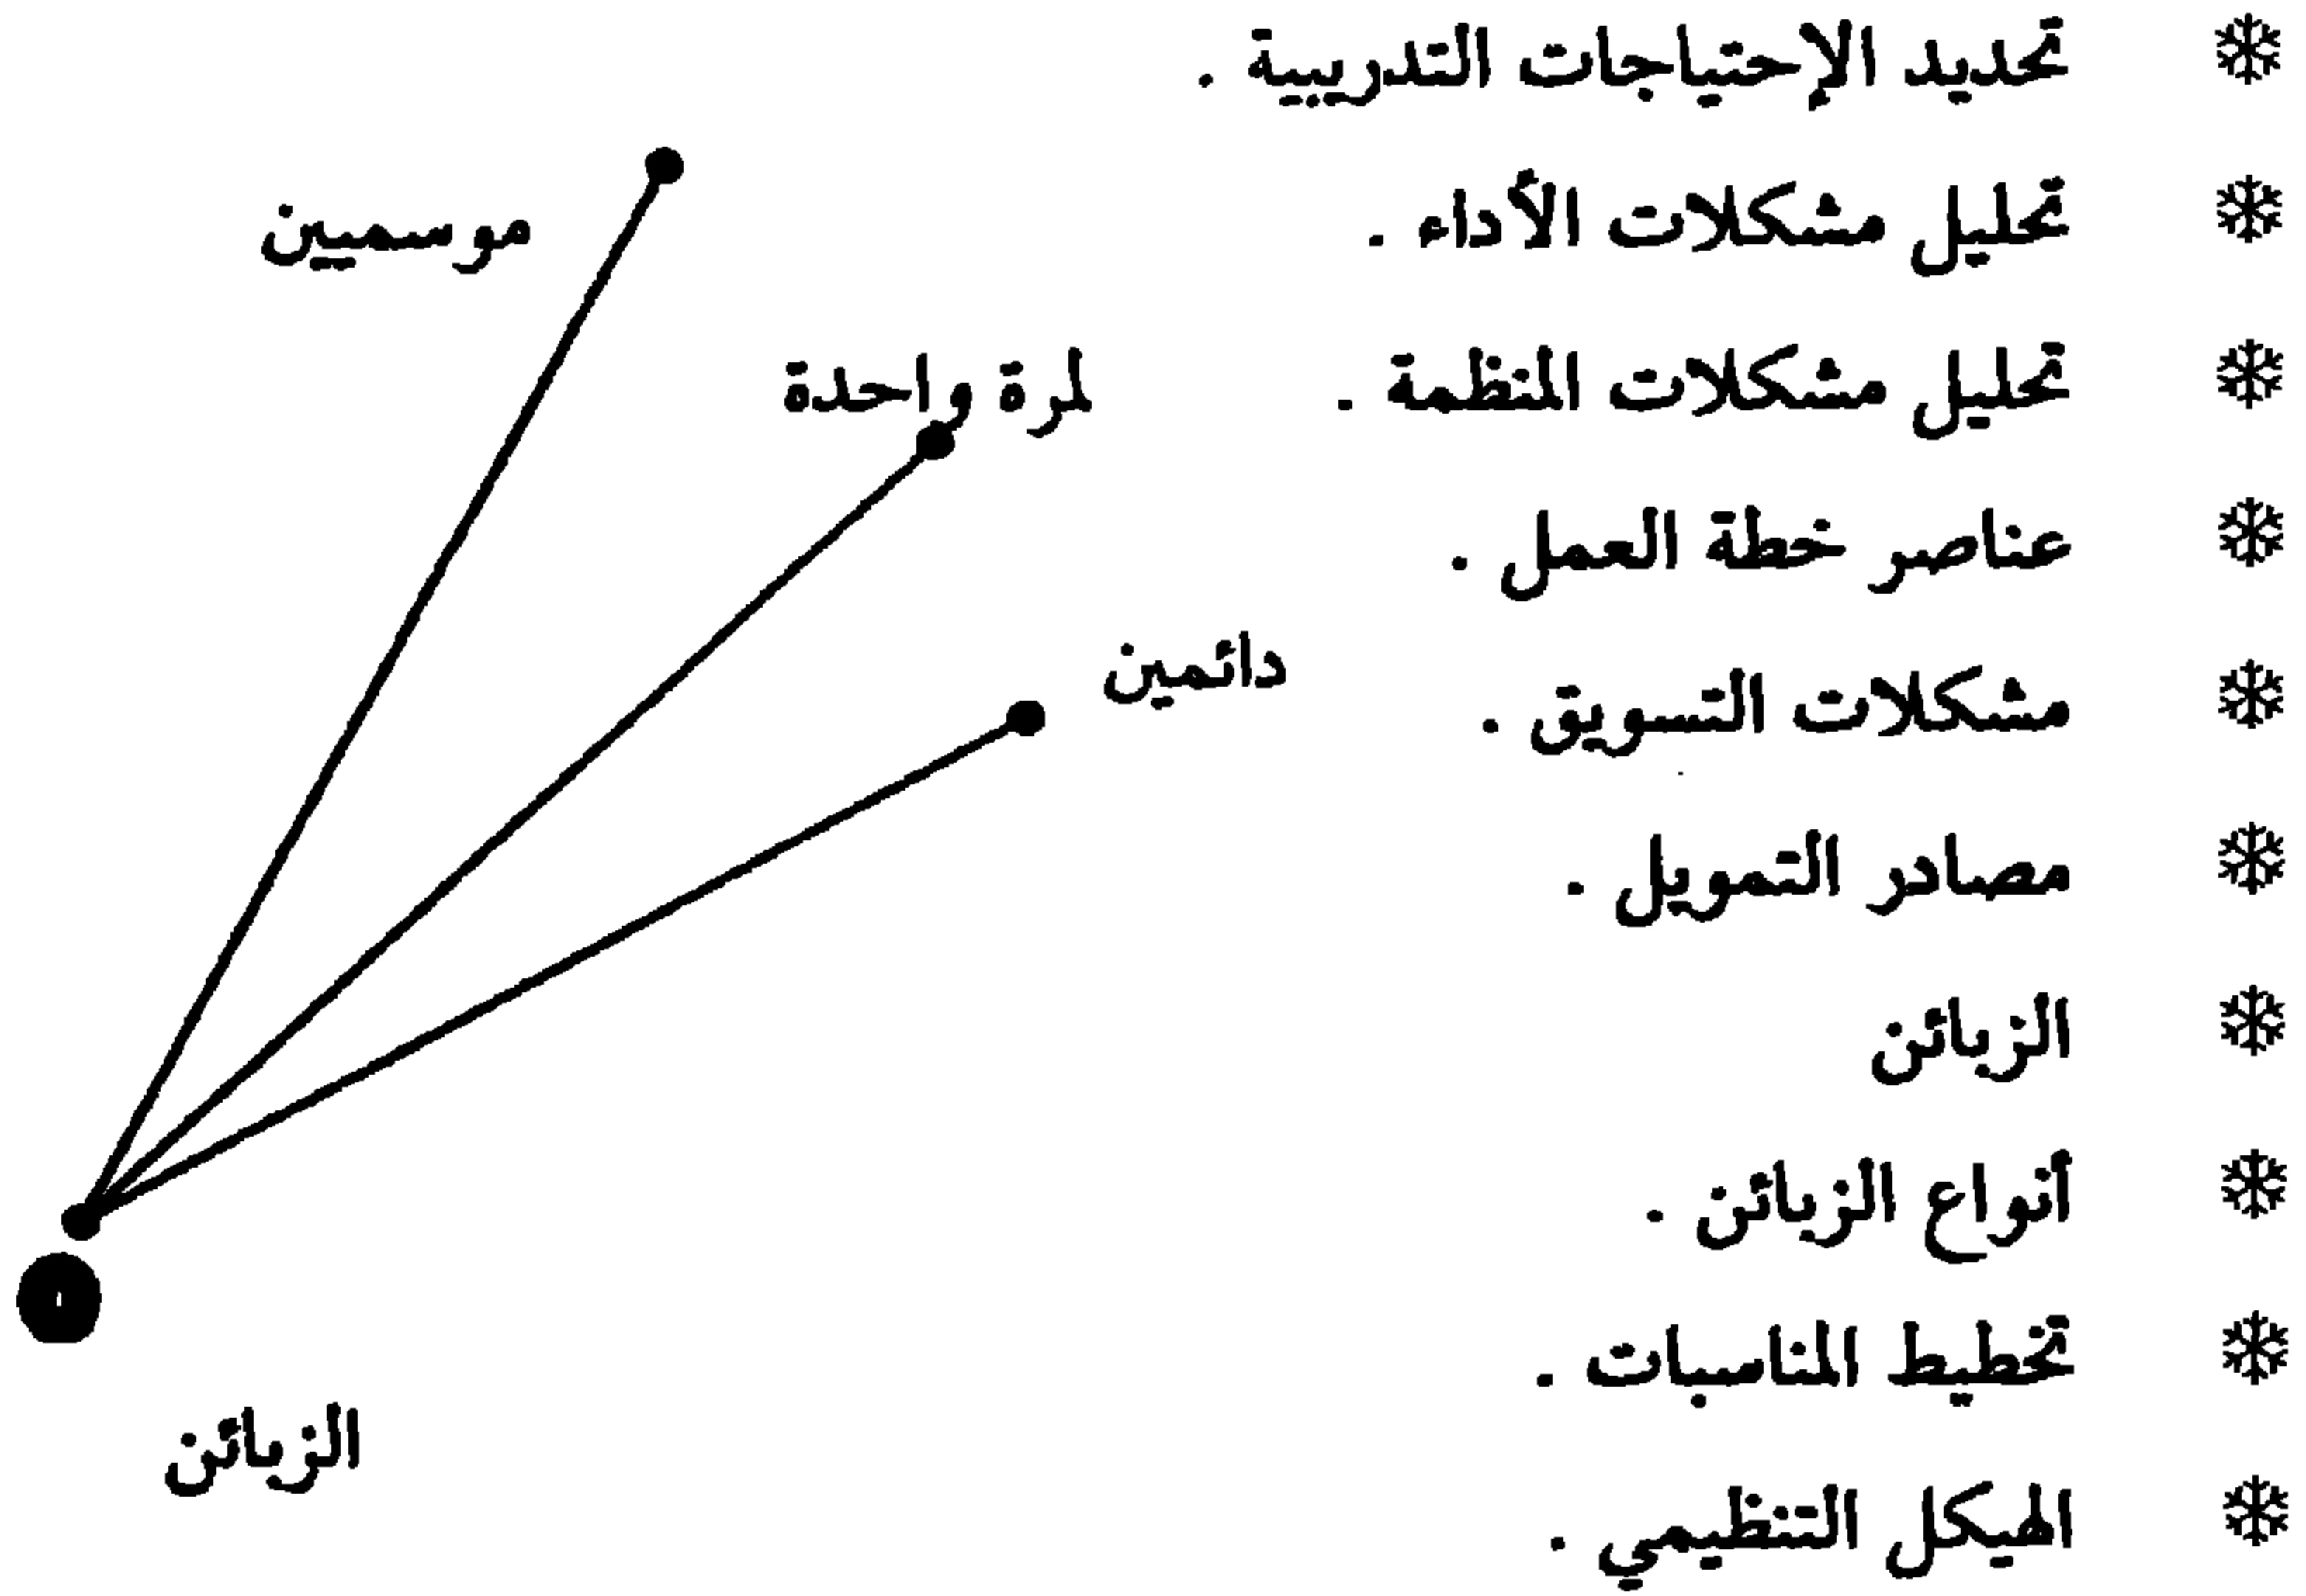 تحديد الإحتياجات التدريبية .
تحليل مشكلات الأداء .
تحليل مشكلات المنظمة .
عناصر خطة العمل .
مشكلات التسويق .
مصادر التمويل .
الزبائن
أنواع الزبائن .
تخطيط المناسبات .
الهيكل التنظيمي .
موسميين
لمرة واحدة
دائمين
الزبائن